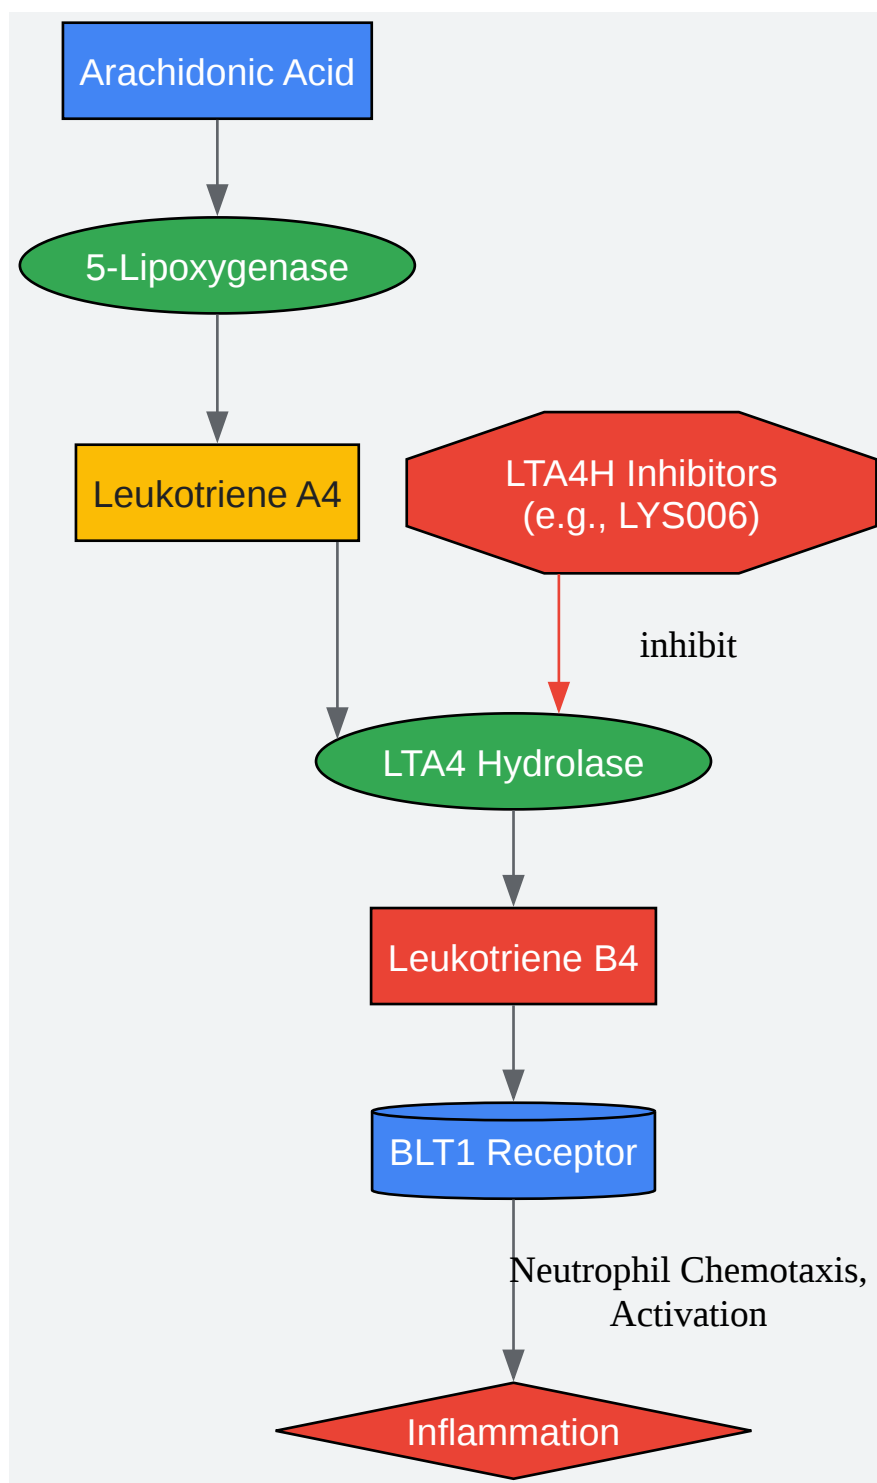 Arachidonic Acid
5-Lipoxygenase
Leukotriene A4
LTA4H Inhibitors
(e.g., LYS006)
inhibit
LTA4 Hydrolase
Leukotriene B4
BLT1 Receptor
Neutrophil Chemotaxis,
Activation
Inflammation